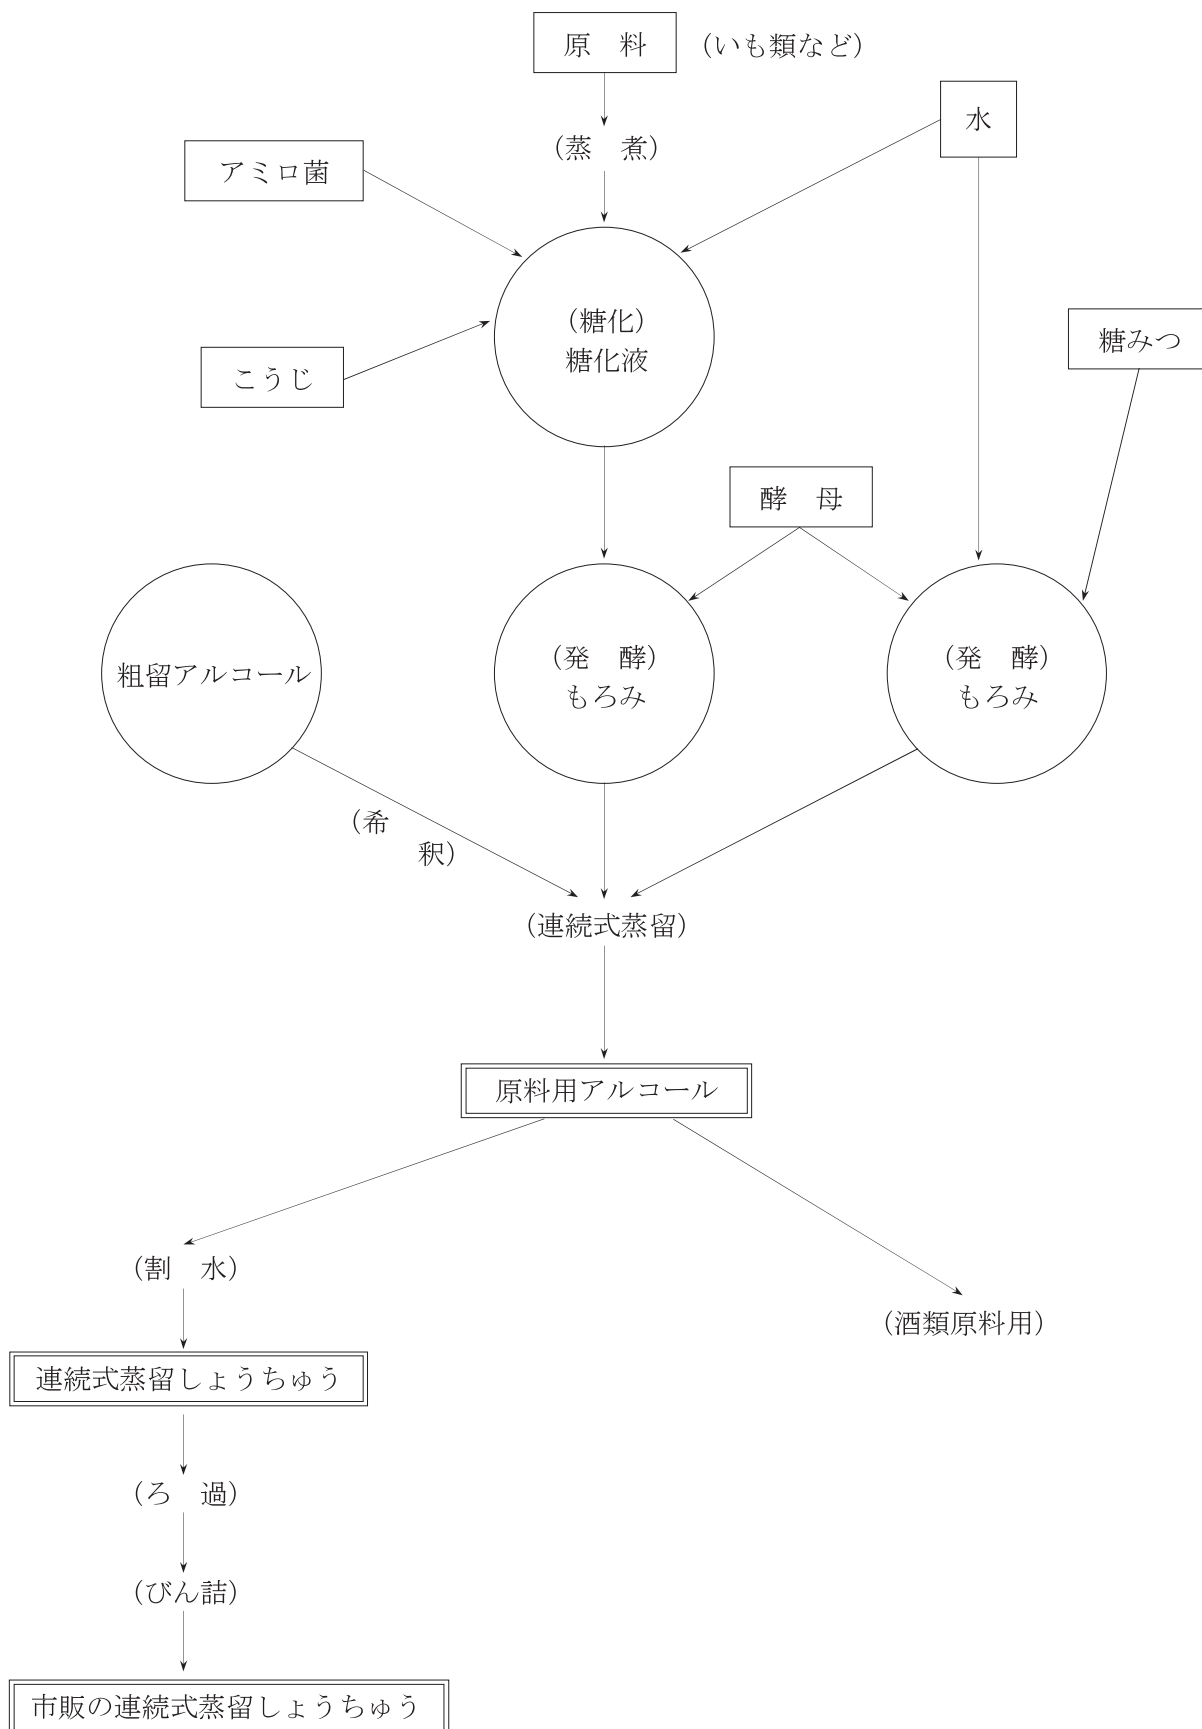 原　料
（いも類など）
水
（蒸　煮）
アミロ菌
（糖化）
糖化液
糖みつ
こうじ
酵　母
粗留アルコール
（発　酵）
もろみ
（発　酵）
もろみ
（希
釈）
（連続式蒸留）
原料用アルコール
（割　水）
（酒類原料用）
連続式蒸留しょうちゅう
（ろ　過）
（びん詰）
市販の連続式蒸留しょうちゅう